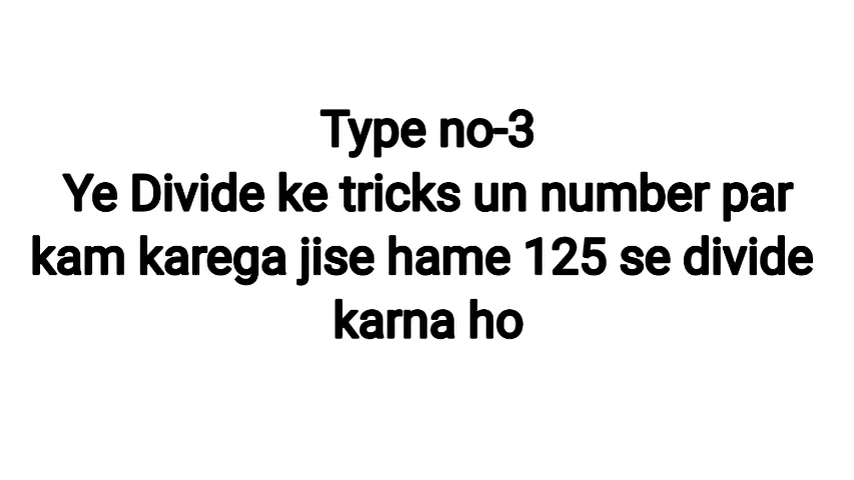 Type no-3
Ye Divide ke tricks un number par
kam karega jise hame 125 se divide
karna ho